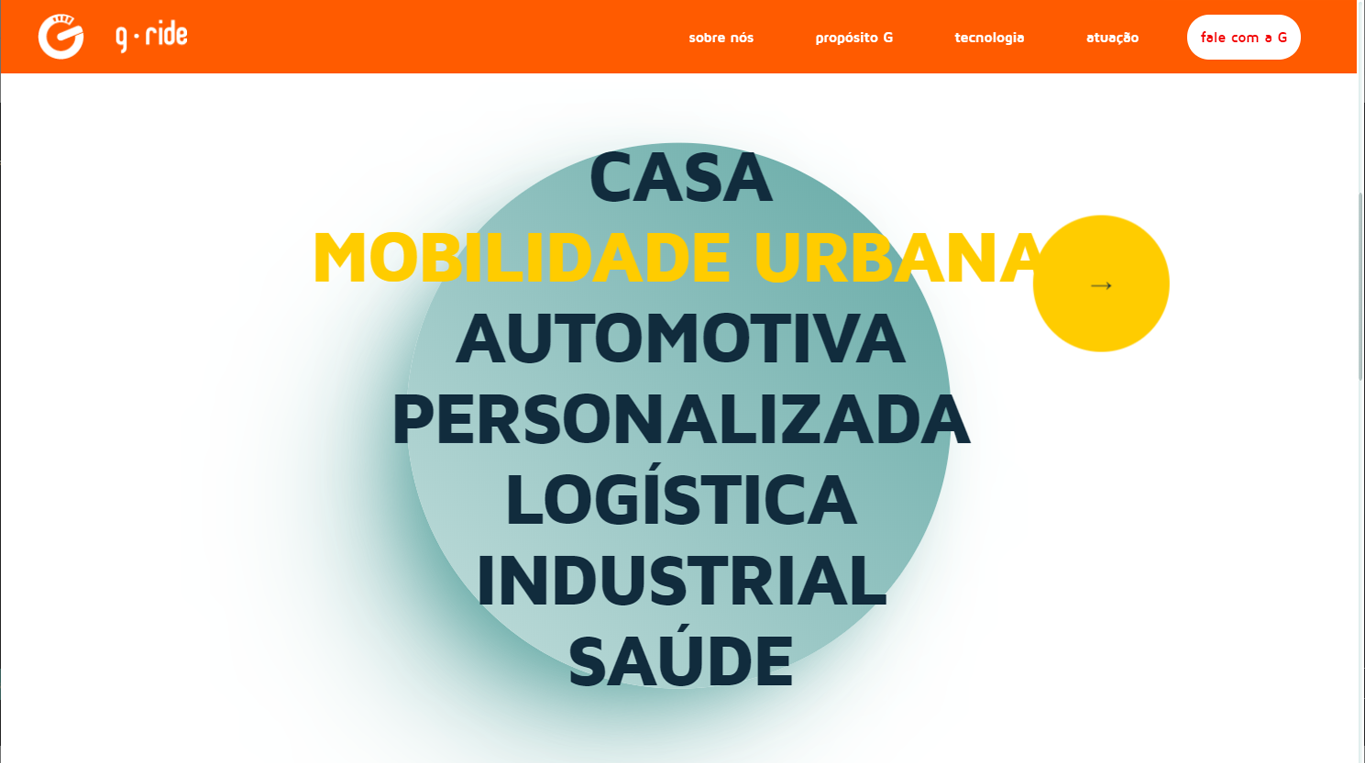 g · ride
sobre nós
propósito G
tecnologia
atuação
fale com a G
CASA
MOBILIDADE URBANA
→
AUTOMOTIVA
PERSONALIZADA
LOGÍSTICA
INDUSTRIAL
SAÚDE